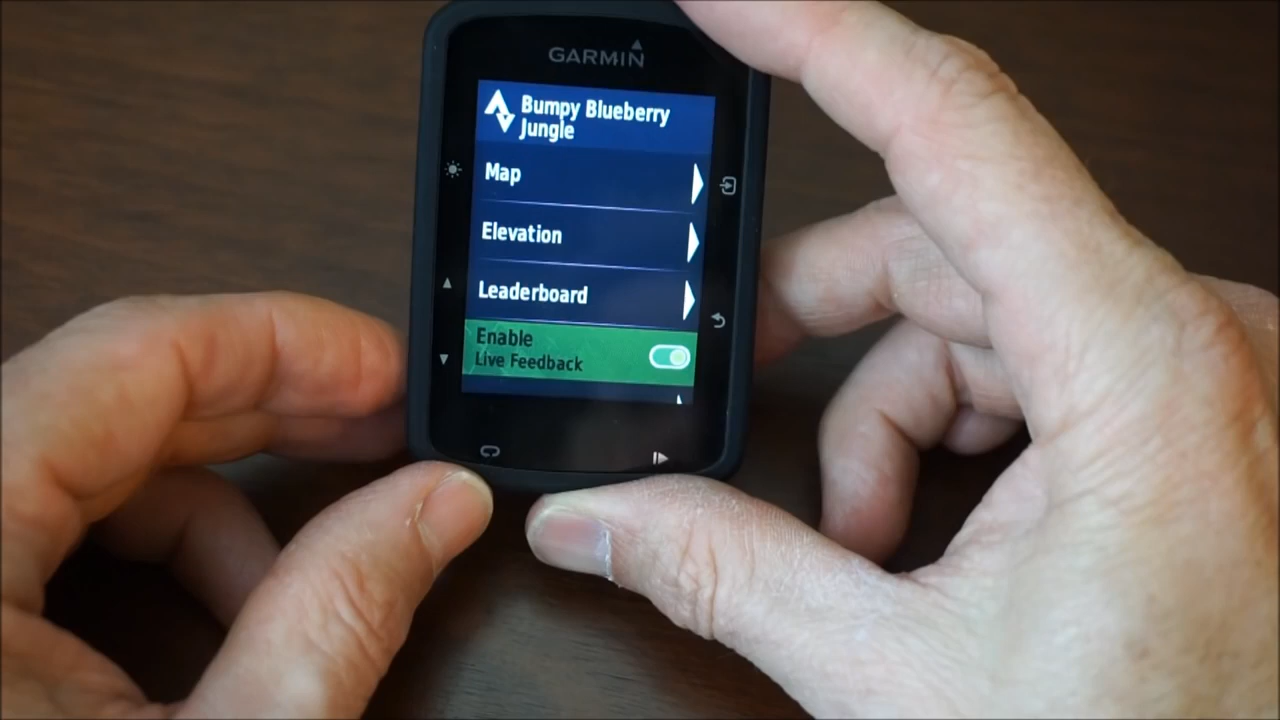 GARMIN
Bumpy Blueberry
Jungle
Map
Elevation
Leaderboard
Enable
Live Feedback